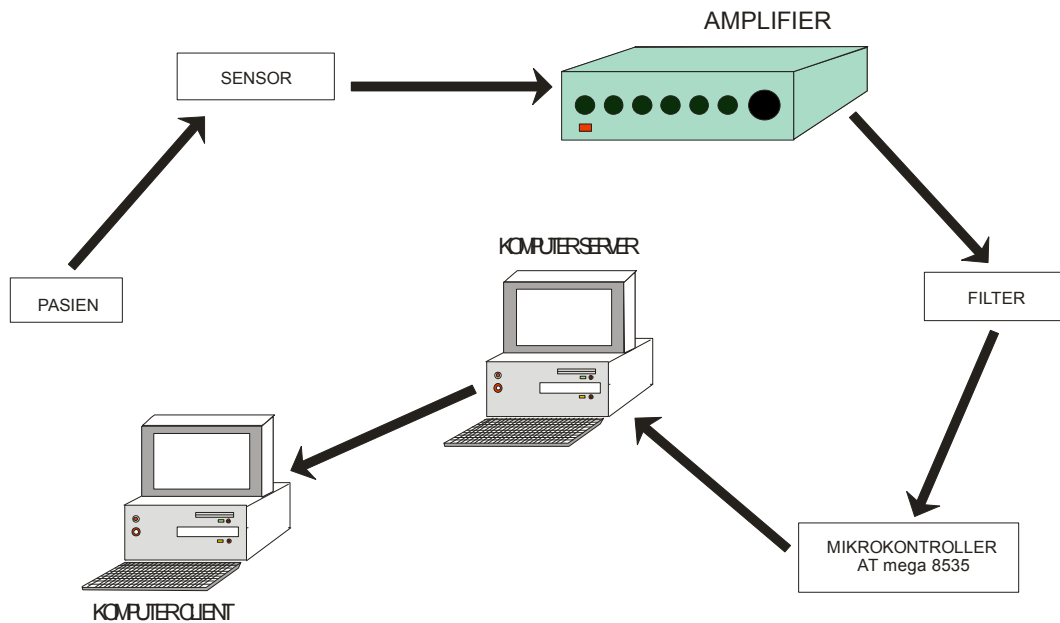 AMPLIFIER
SENSOR
KOMPUTER SERVER
PASIEN
FILTER
MIKROKONTROLLER
AT mega 8535
KOMPUTER CLIENT